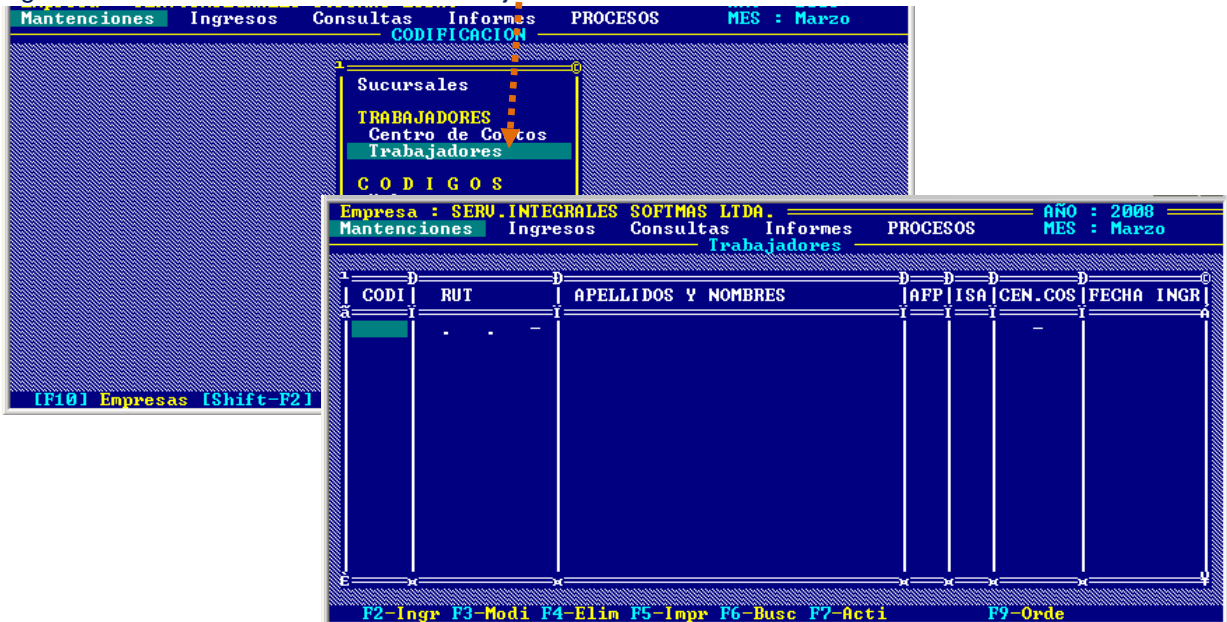 Mantenciones Ingresos Consultas Informes PROCESOS MES : Marzo
CODIFICACION
Sucursales
TRABAJADORES
Centro de Costos
Trabajadores
C O D I G O S
[F10] Empresas [Shift-F2]
Empresa : SERV.INTEGRALES SOFTMAS LTDA. AÑO : 2008
Mantenciones Ingresos Consultas Informes PROCESOS MES : Marzo
Trabajadores
CODI RUT APELLIDOS Y NOMBRES AFP ISA CEN.COS FECHA INGR
. . - -
F2-Ingr F3-Modi F4-Elim F5-Impr F6-Busc F7-Acti F9-Orde